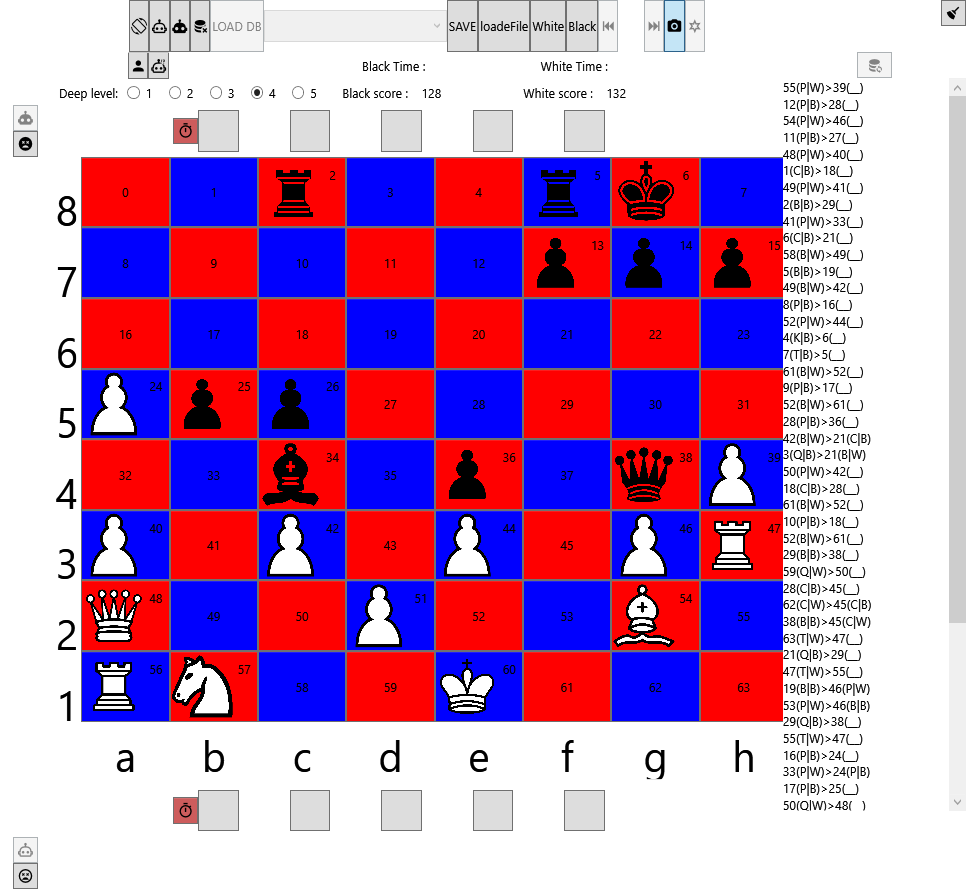 LOAD DB SAVE loadeFile White Black
Black Time : White Time :
Deep level: 1 2 3 4 5 Black score : 128 White score : 132
55(P|W)>39(__)
12(P|B)>28(__)
54(P|W)>46(__)
11(P|B)>27(__)
48(P|W)>40(__)
1(C|B)>18(__)
49(P|W)>41(__)
2(B|B)>29(__)
41(P|W)>33(__)
6(C|B)>21(__)
58(B|W)>49(__)
5(B|B)>19(__)
49(B|W)>42(__)
8(P|B)>16(__)
52(P|W)>44(__)
4(K|B)>6(__)
7(T|B)>5(__)
61(B|W)>52(__)
9(P|B)>17(__)
52(B|W)>61(__)
28(P|B)>36(__)
42(B|W)>21(C|B)
3(Q|B)>21(B|W)
50(P|W)>42(__)
18(C|B)>28(__)
61(B|W)>52(__)
10(P|B)>18(__)
52(B|W)>61(__)
29(B|B)>38(__)
59(Q|W)>50(__)
28(C|B)>45(__)
62(C|W)>45(C|B)
38(B|B)>45(C|W)
63(T|W)>47(__)
21(Q|B)>29(__)
47(T|W)>55(__)
19(B|B)>46(P|W)
53(P|W)>46(B|B)
29(Q|B)>38(__)
55(T|W)>47(__)
16(P|B)>24(__)
33(P|W)>24(P|B)
17(P|B)>25(__)
50(Q|W)>48(__)
8 0 1 2 3 4 5 6 7
7 8 9 10 11 12 13 14 15
6 16 17 18 19 20 21 22 23
5 24 25 26 27 28 29 30 31
4 32 33 34 35 36 37 38 39
3 40 41 42 43 44 45 46 47
2 48 49 50 51 52 53 54 55
1 56 57 58 59 60 61 62 63
a b c d e f g h